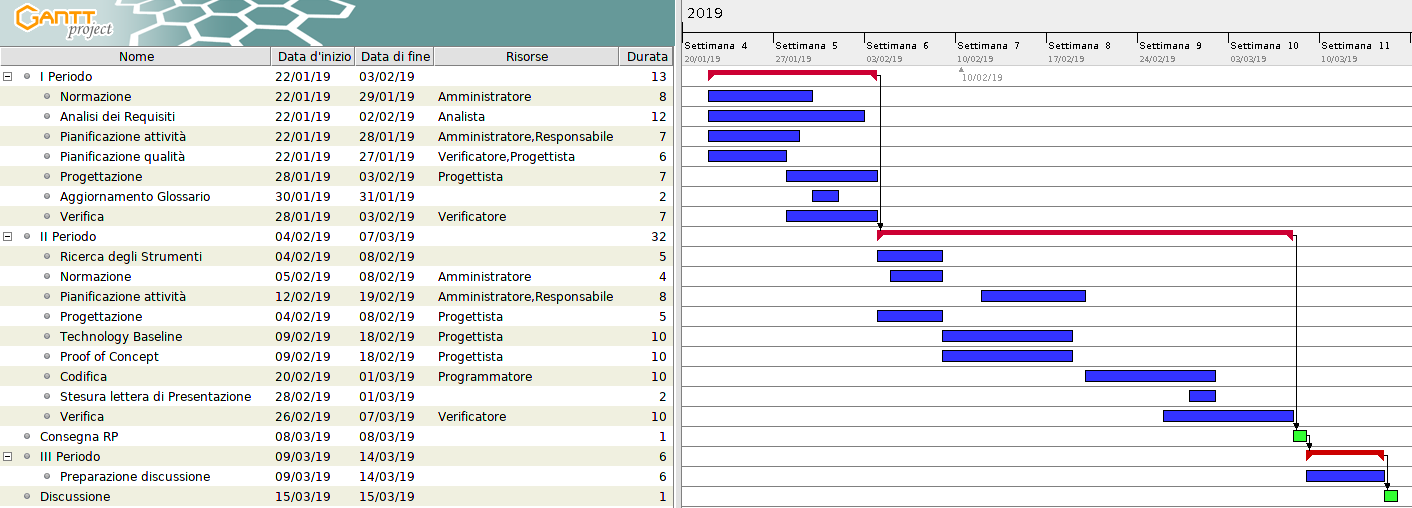 GANTT project
2019
Settimana 4 Settimana 5 Settimana 6 Settimana 7 Settimana 8 Settimana 9 Settimana 10 Settimana 11
20/01/19 27/01/19 03/02/19 10/02/19 17/02/19 24/02/19 03/03/19 10/03/19
10/02/19
Nome Data d'inizio Data di fine Risorse Durata
I Periodo 22/01/19 03/02/19 13
Normazione 22/01/19 29/01/19 Amministratore 8
Analisi dei Requisiti 22/01/19 02/02/19 Analista 12
Pianificazione attività 22/01/19 28/01/19 Amministratore,Responsabile 7
Pianificazione qualità 22/01/19 27/01/19 Verificatore,Progettista 6
Progettazione 28/01/19 03/02/19 Progettista 7
Aggiornamento Glossario 30/01/19 31/01/19 2
Verifica 28/01/19 03/02/19 Verificatore 7
II Periodo 04/02/19 07/03/19 32
Ricerca degli Strumenti 04/02/19 08/02/19 5
Normazione 05/02/19 08/02/19 Amministratore 4
Pianificazione attività 12/02/19 19/02/19 Amministratore,Responsabile 8
Progettazione 04/02/19 08/02/19 Progettista 5
Technology Baseline 09/02/19 18/02/19 Progettista 10
Proof of Concept 09/02/19 18/02/19 Progettista 10
Codifica 20/02/19 01/03/19 Programmatore 10
Stesura lettera di Presentazione 28/02/19 01/03/19 2
Verifica 26/02/19 07/03/19 Verificatore 10
Consegna RP 08/03/19 08/03/19 1
III Periodo 09/03/19 14/03/19 6
Preparazione discussione 09/03/19 14/03/19 6
Discussione 15/03/19 15/03/19 1